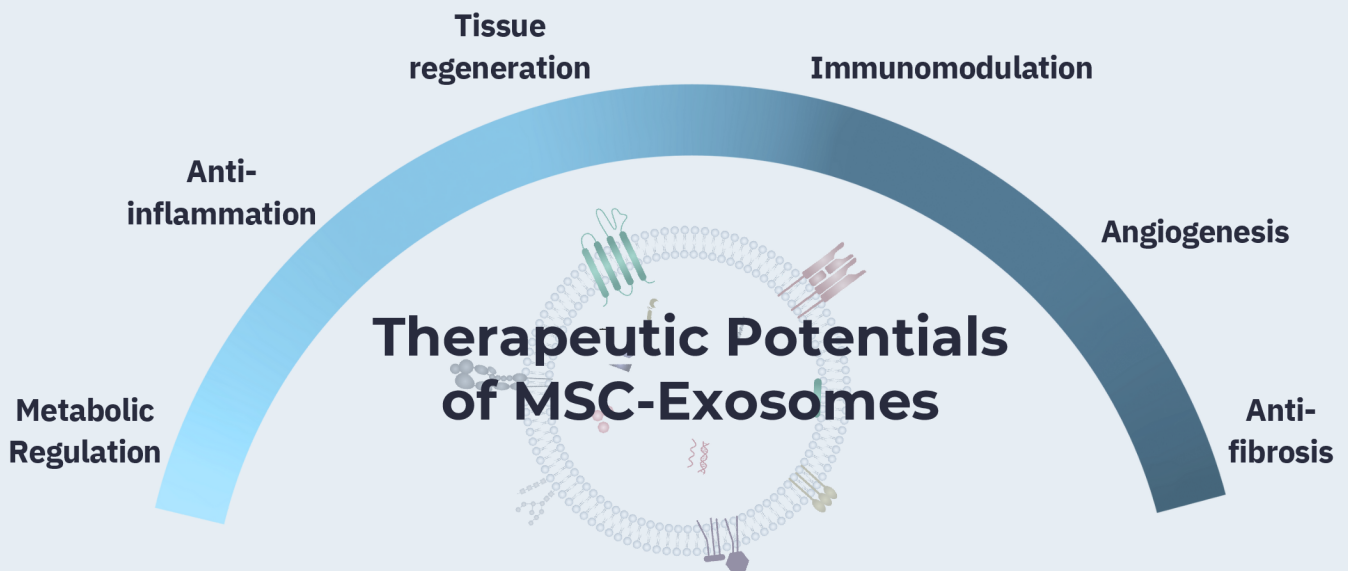 Tissue
regeneration
Immunomodulation
Anti-
inflammation
Angiogenesis
Therapeutic Potentials
of MSC-Exosomes
Metabolic
Regulation
Anti-
fibrosis